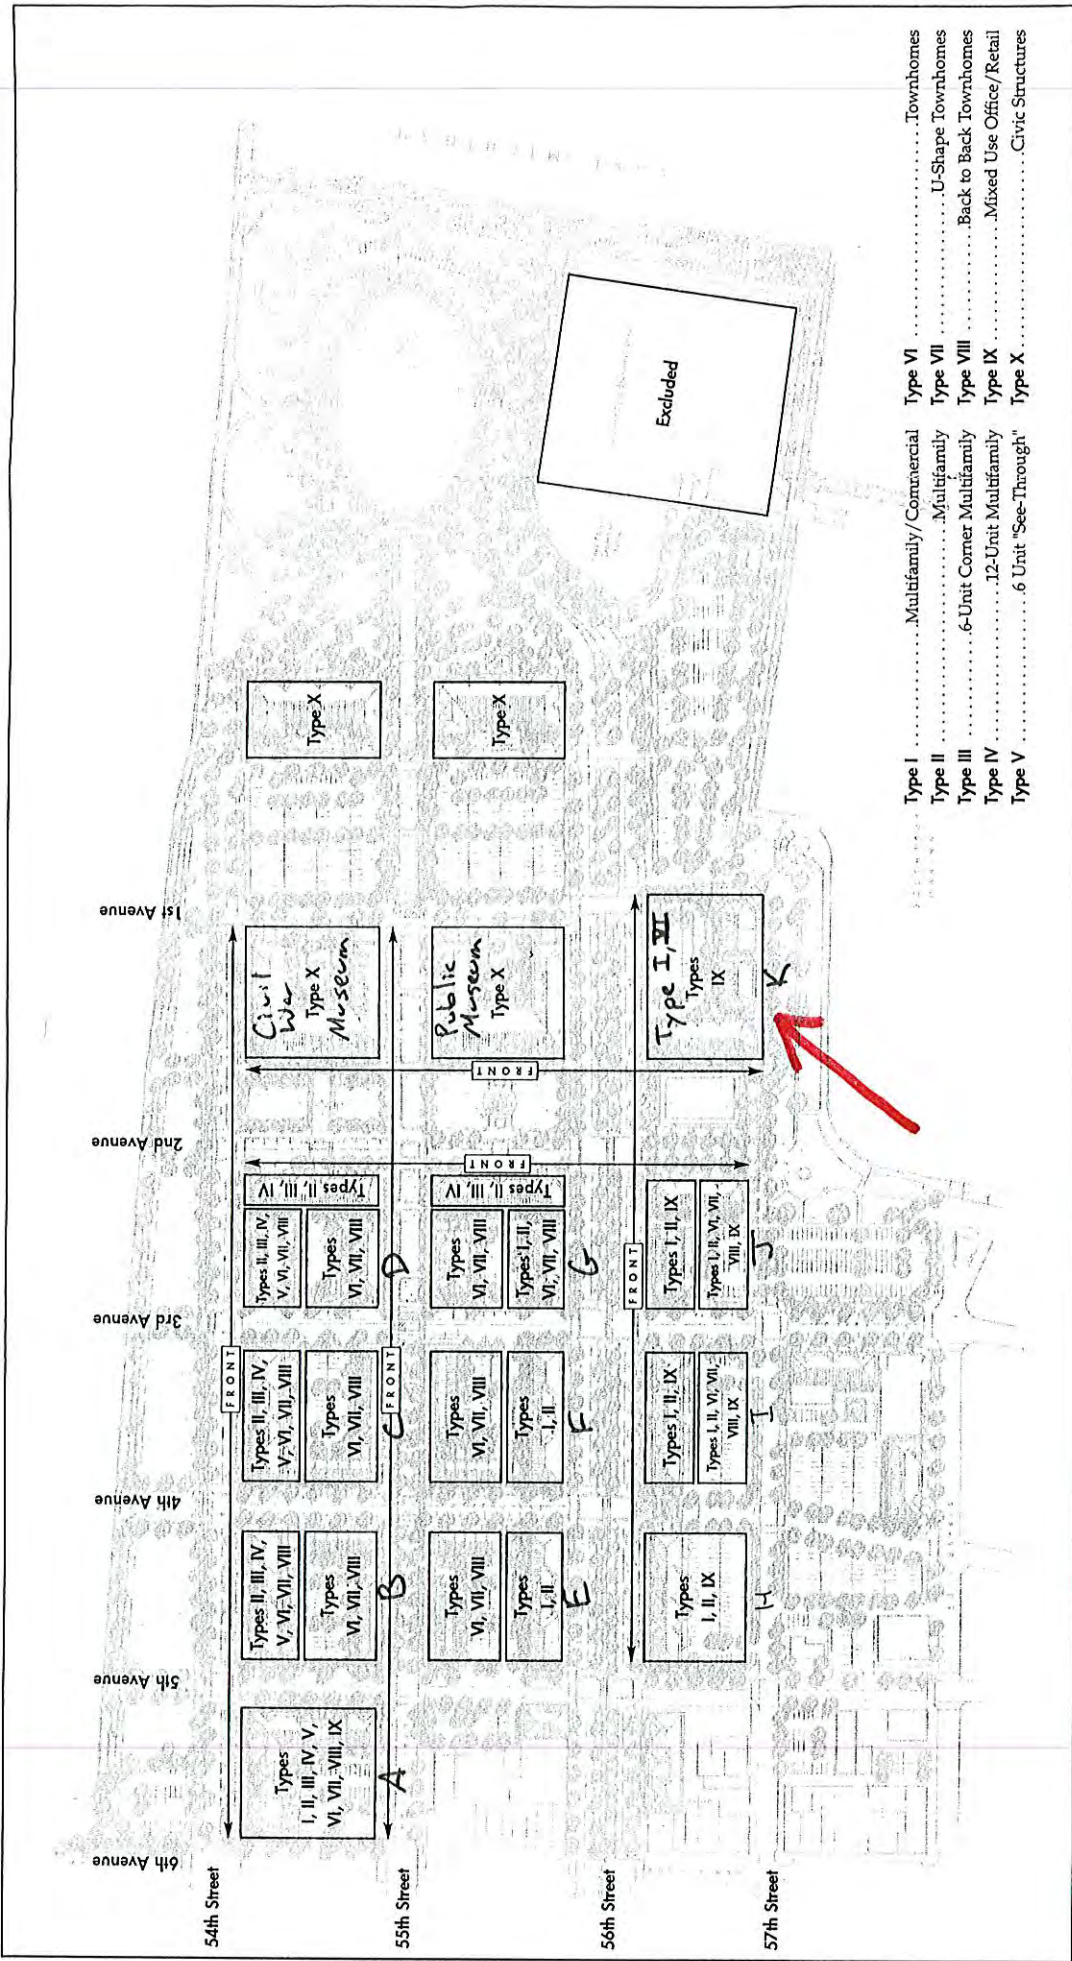 6th Avenue
5th Avenue
4th Avenue
3rd Avenue
2nd Avenue
1st Avenue
54th Street
55th Street
56th Street
57th Street
FRONT
FRONT
FRONT
FRONT
FRONT
Types
I, II, III, IV, V,
VI, VII, VIII, IX
A
Types II, III, IV,
V, VI, VII, VIII
Types
VI, VII, VIII
B
Types II, III, IV,
V, VI, VII, VIII
Types
VI, VII, VIII
C
Types II, III, IV,
V, VI, VII, VIII
Types
VI, VII, VIII
D
Types II, III, IV
Civil
War
Type X
Museum
Type X
Types
VI, VII, VIII
Types
I, II
E
Types
VI, VII, VIII
Types
I, II
F
Types
VI, VII, VIII
Types I, II,
VI, VII, VIII
G
Types II, III, IV
Public
Museum
Type X
Type X
Types
I, II, IX
H
Types I, II, IX
Types I, II, VI, VII,
VIII, IX
I
Types I, II, IX
Types I, II, VI, VII,
VIII, IX
J
Type I, VI
Types
IX
K
Excluded
Type I ..................Multifamily/Commercial
Type II ..................Multifamily
Type III ..................6-Unit Corner Multifamily
Type IV ..................12-Unit Multifamily
Type V ..................6 Unit "See-Through"
Type VI ..................Townhomes
Type VII ..................U-Shape Townhomes
Type VIII ..................Back to Back Townhomes
Type IX ..................Mixed Use Office/Retail
Type X ..................Civic Structures